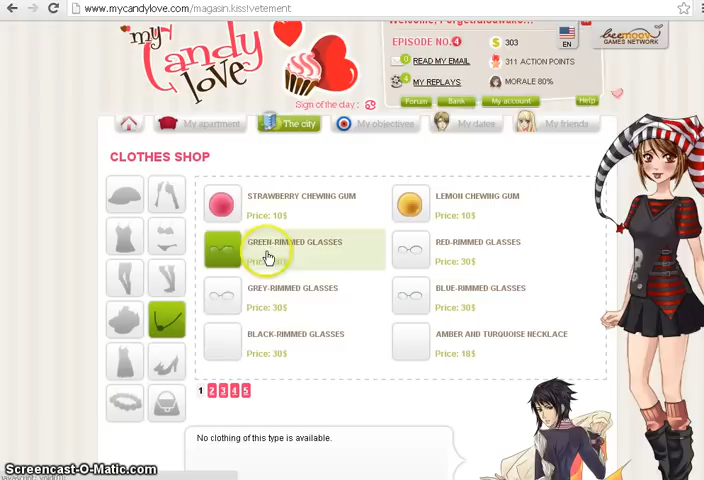 www.mycandylove.com/magasin.kiss!vetement
my Candy love
EPISODE NO. 4
0 READ MY EMAIL
4 MY REPLAYS
$ 303
311 ACTION POINTS
MORALE 80%
EN
beemoov
GAMES NETWORK
Forum
Bank
My account
Help
Sign of the day :
My apartment
The city
My objectives
My dates
My friends
CLOTHES SHOP
STRAWBERRY CHEWING GUM
Price: 10$
LEMON CHEWING GUM
Price: 10$
GREEN-RIMMED GLASSES
RED-RIMMED GLASSES
Price: 30$
GREY-RIMMED GLASSES
Price: 30$
BLUE-RIMMED GLASSES
Price: 30$
BLACK-RIMMED GLASSES
Price: 30$
AMBER AND TURQUOISE NECKLACE
Price: 18$
1 2 3 4 5
No clothing of this type is available.
Screencast-O-Matic.com